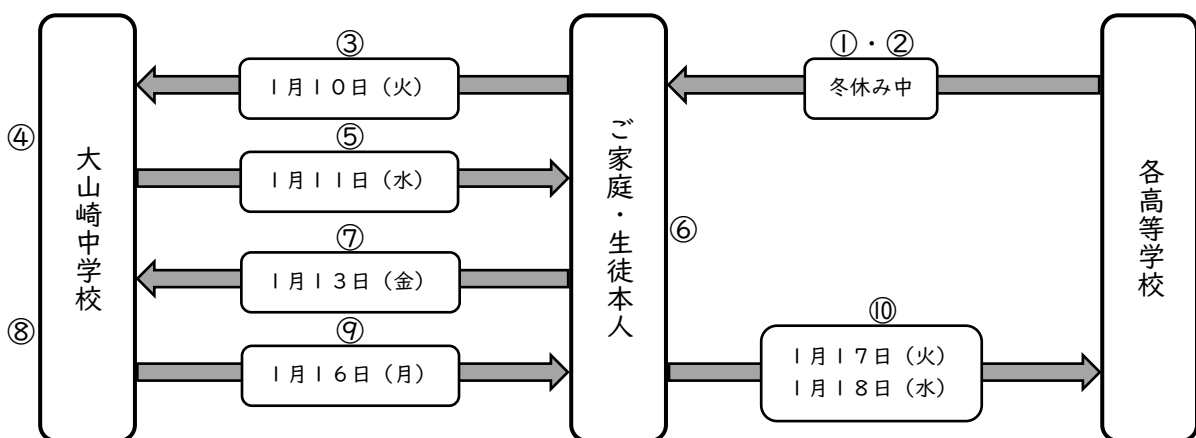 ③
①・②
1月10日（火）
冬休み中
④
⑤
1月11日（水）
大山崎中学校
ご家庭・生徒本人
各高等学校
⑥
⑦
1月13日（金）
⑧
⑨
1月16日（月）
⑩
1月17日（火）
1月18日（水）